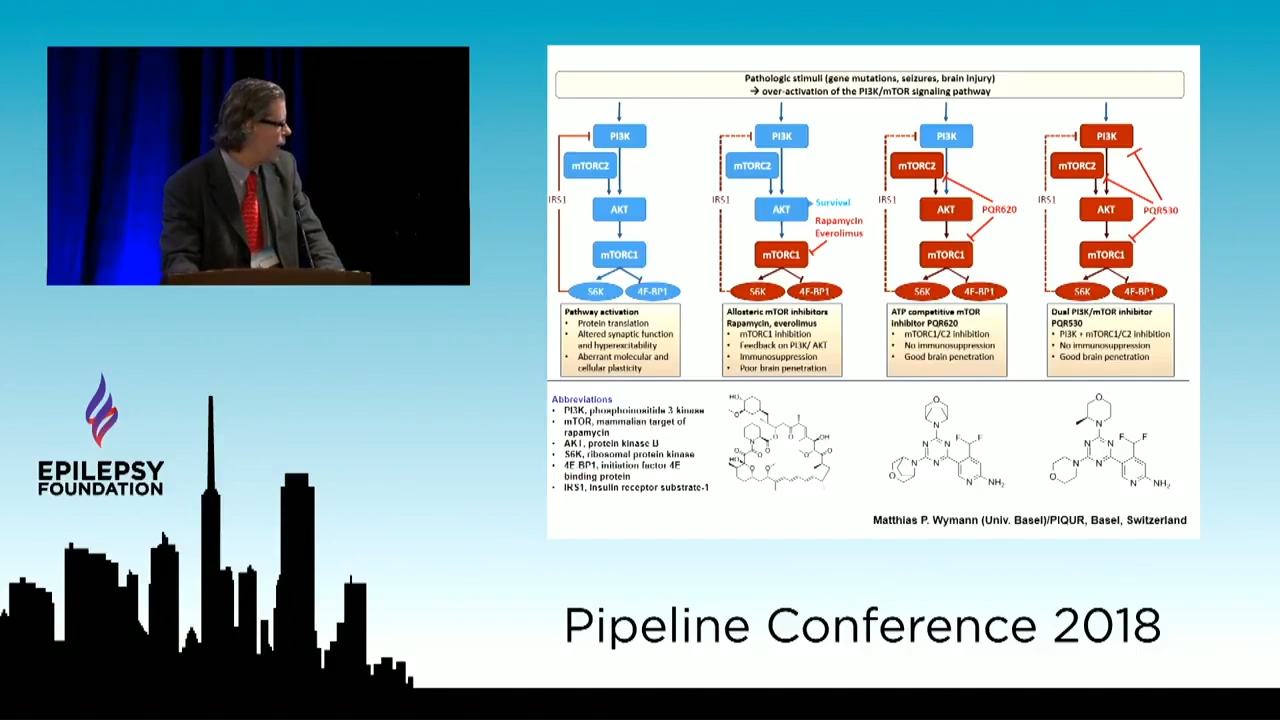 Pathologic stimuli (gene mutations, seizures, brain injury)
→ over-activation of the PI3K/mTOR signaling pathway
PI3K
mTORC2
IRS1
AKT
mTORC1
S6K
4E-BP1
Pathway activation
• Protein translation
• Altered synaptic function
and hyperexcitability
• Aberrant molecular and
cellular plasticity
PI3K
mTORC2
IRS1
AKT
Survival
Rapamycin
Everolimus
mTORC1
S6K
4F-BP1
Allosteric mTOR inhibitors
Rapamycin, everolimus
• mTORC1 inhibition
• Feedback on PI3K/ AKT
• Immunosuppression
• Poor brain penetration
PI3K
mTORC2
IRS1
AKT
PQR620
mTORC1
S6K
4F-BP1
ATP competitive mTOR
inhibitor PQR620
• mTORC1/C2 inhibition
• No immunosuppression
• Good brain penetration
PI3K
mTORC2
IRS1
AKT
PQR530
mTORC1
S6K
4F-BP1
Dual PI3K/mTOR inhibitor
PQR530
• PI3K + mTORC1/C2 inhibition
• No immunosuppression
• Good brain penetration
Abbreviations
• PI3K, phosphoinositide 3 kinase
• mTOR, mammalian target of
rapamycin
• AKT, protein kinase B
• S6K, ribosomal protein kinase
• 4E BP1, initiation factor 4E
binding protein
• IRS1, insulin receptor substrate-1
Matthias P. Wymann (Univ. Basel)/PIQUR, Basel, Switzerland
EPILEPSY
FOUNDATION
Pipeline Conference 2018